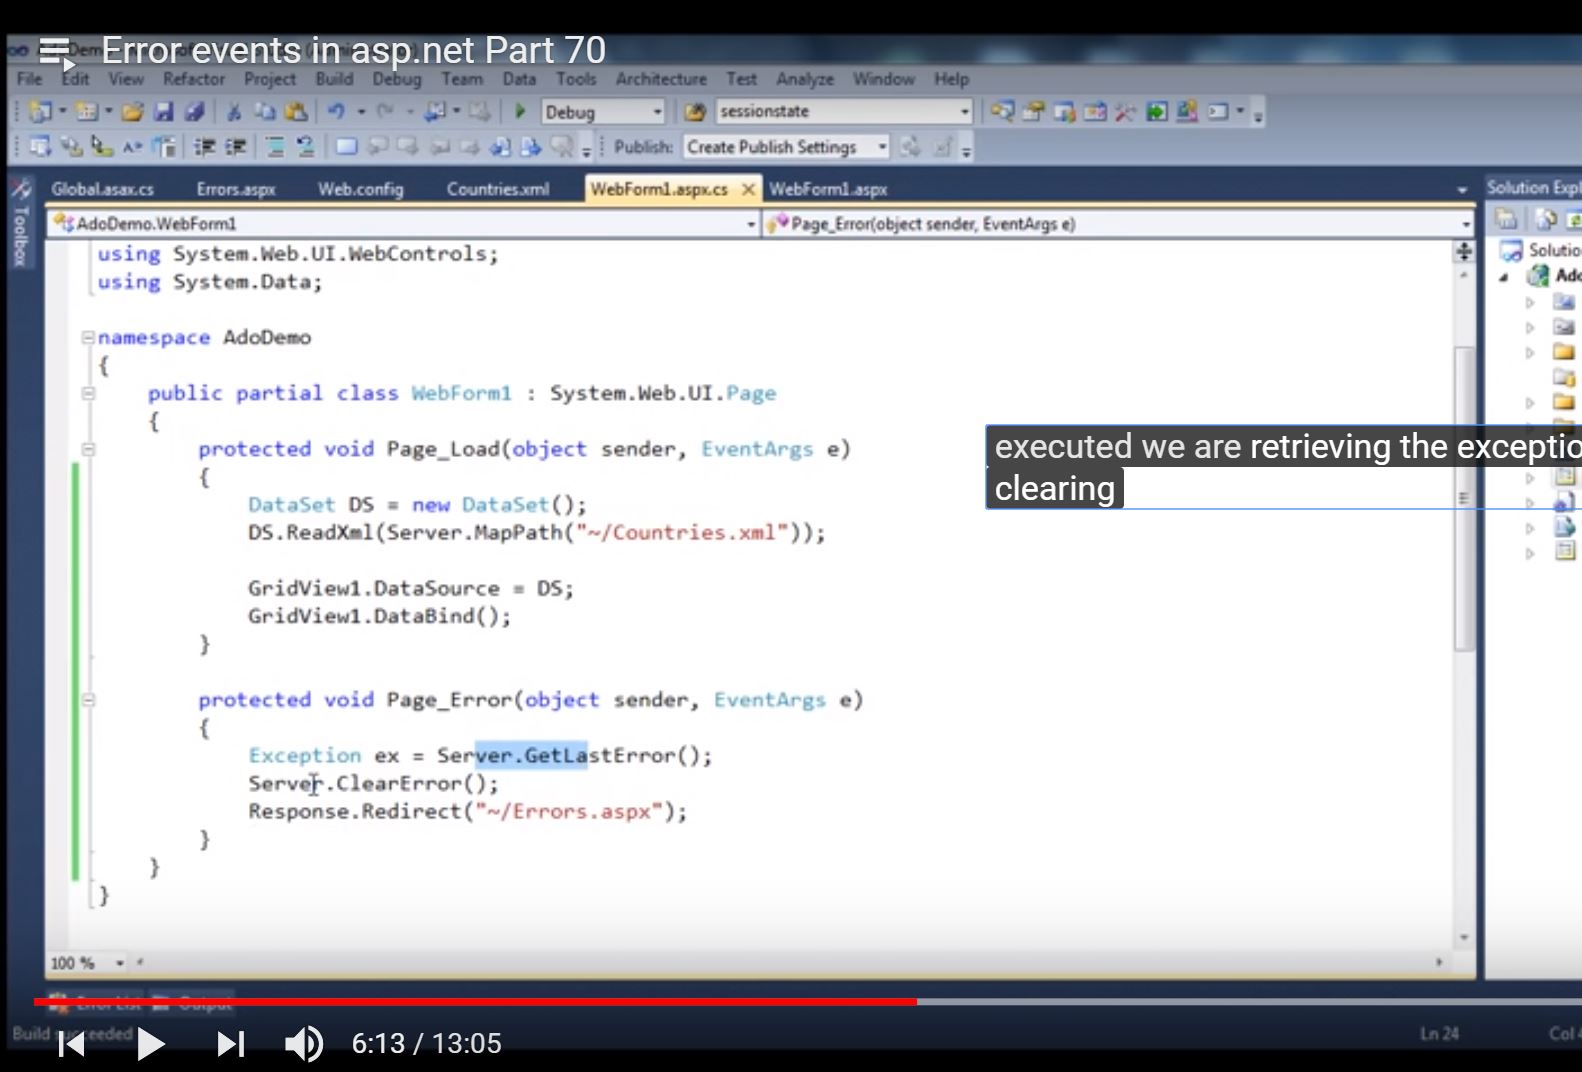 Error events in asp.net Part 70
File Edit View Refactor Project Build Debug Team Data Tools Architecture Test Analyze Window Help
Debug sessionstate
Publish: Create Publish Settings
Toolbox
Global.asax.cs Errors.aspx Web.config Countries.xml WebForm1.aspx.cs WebForm1.aspx
Solution Expl
AdoDemo.WebForm1 Page_Error(object sender, EventArgs e)
using System.Web.UI.WebControls;
using System.Data;
Solutio
namespace AdoDemo
{
public partial class WebForm1 : System.Web.UI.Page
{
protected void Page_Load(object sender, EventArgs e)
{
DataSet DS = new DataSet();
DS.ReadXml(Server.MapPath("~/Countries.xml"));
GridView1.DataSource = DS;
GridView1.DataBind();
}
protected void Page_Error(object sender, EventArgs e)
{
Exception ex = Server.GetLastError();
Server.ClearError();
Response.Redirect("~/Errors.aspx");
}
}
}
executed we are retrieving the exceptio
clearing
100 %
Error List Output
Build succeeded Ln 24 Col
6:13 / 13:05